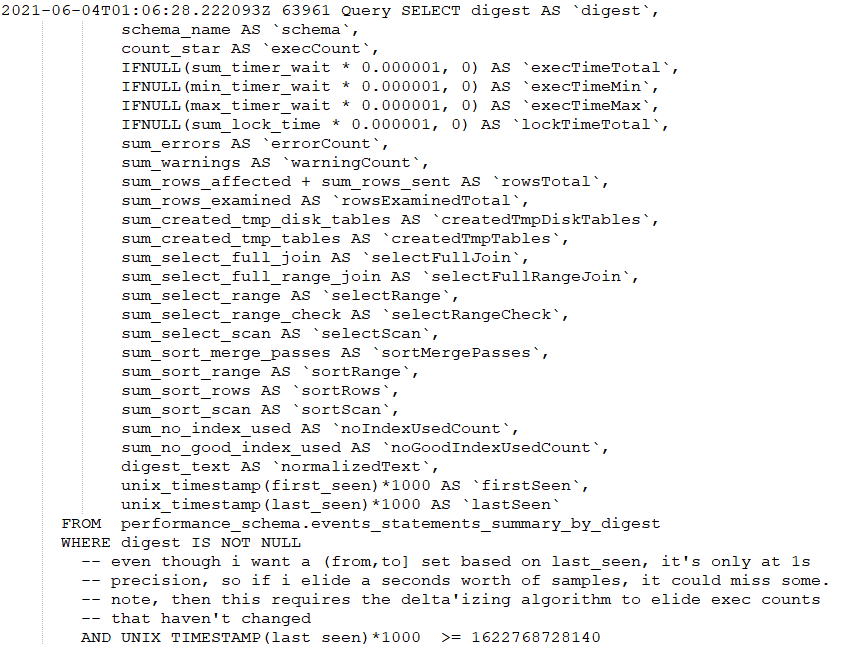 2021-06-04T01:06:28.222093Z 63961 Query SELECT digest AS `digest`,
schema_name AS `schema`,
count_star AS `execCount`,
IFNULL(sum_timer_wait * 0.000001, 0) AS `execTimeTotal`,
IFNULL(min_timer_wait * 0.000001, 0) AS `execTimeMin`,
IFNULL(max_timer_wait * 0.000001, 0) AS `execTimeMax`,
IFNULL(sum_lock_time * 0.000001, 0) AS `lockTimeTotal`,
sum_errors AS `errorCount`,
sum_warnings AS `warningCount`,
sum_rows_affected + sum_rows_sent AS `rowsTotal`,
sum_rows_examined AS `rowsExaminedTotal`,
sum_created_tmp_disk_tables AS `createdTmpDiskTables`,
sum_created_tmp_tables AS `createdTmpTables`,
sum_select_full_join AS `selectFullJoin`,
sum_select_full_range_join AS `selectFullRangeJoin`,
sum_select_range AS `selectRange`,
sum_select_range_check AS `selectRangeCheck`,
sum_select_scan AS `selectScan`,
sum_sort_merge_passes AS `sortMergePasses`,
sum_sort_range AS `sortRange`,
sum_sort_rows AS `sortRows`,
sum_sort_scan AS `sortScan`,
sum_no_index_used AS `noIndexUsedCount`,
sum_no_good_index_used AS `noGoodIndexUsedCount`,
digest_text AS `normalizedText`,
unix_timestamp(first_seen)*1000 AS `firstSeen`,
unix_timestamp(last_seen)*1000 AS `lastSeen`
FROM performance_schema.events_statements_summary_by_digest
WHERE digest IS NOT NULL
-- even though i want a (from,to] set based on last_seen, it's only at 1s
-- precision, so if i elide a seconds worth of samples, it could miss some.
-- note, then this requires the delta'izing algorithm to elide exec counts
-- that haven't changed
AND UNIX_TIMESTAMP(last_seen)*1000 >= 1622768728140